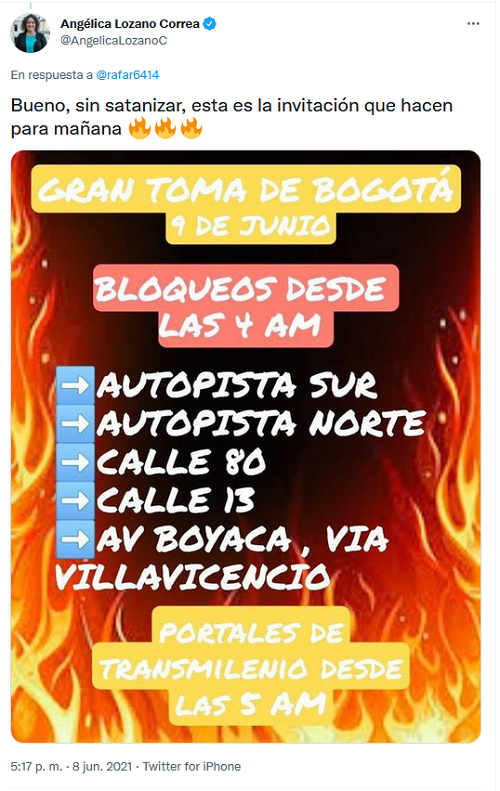 Angélica Lozano Correa
@AngelicaLozanoC
En respuesta a @rafar6414
Bueno, sin satanizar, esta es la invitación que hacen
para mañana 🔥🔥🔥
GRAN TOMA DE BOGOTÁ
9 DE JUNIO
BLOQUEOS DESDE
LAS 4 AM
➡️AUTOPISTA SUR
➡️AUTOPISTA NORTE
➡️CALLE 80
➡️CALLE 13
➡️AV BOYACA, VIA
VILLAVICENCIO
PORTALES DE
TRANSMILENIO DESDE
LAS 5 AM
5:17 p. m. · 8 jun. 2021 · Twitter for iPhone